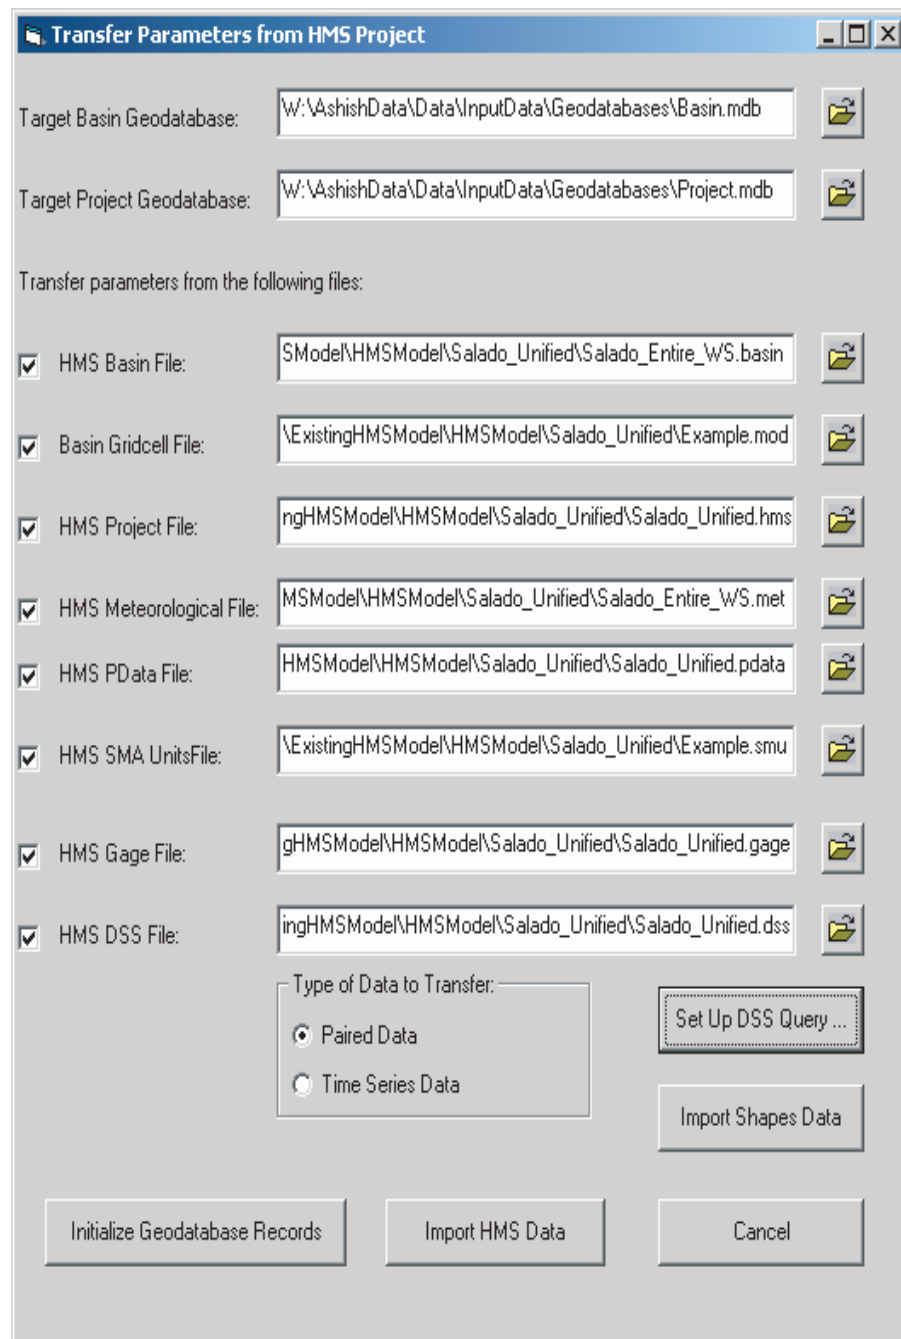 Transfer Parameters from HMS Project
Target Basin Geodatabase: W:\AshishData\Data\InputData\Geodatabases\Basin.mdb
Target Project Geodatabase: W:\AshishData\Data\InputData\Geodatabases\Project.mdb
Transfer parameters from the following files:
HMS Basin File: SModel\HMSModel\Salado_Unified\Salado_Entire_WS.basin
Basin Gridcell File: \ExistingHMSModel\HMSModel\Salado_Unified\Example.mod
HMS Project File: ngHMSModel\HMSModel\Salado_Unified\Salado_Unified.hms
HMS Meteorological File: MSModel\HMSModel\Salado_Unified\Salado_Entire_WS.met
HMS PData File: HMSModel\HMSModel\Salado_Unified\Salado_Unified.pdata
HMS SMA UnitsFile: \ExistingHMSModel\HMSModel\Salado_Unified\Example.smu
HMS Gage File: gHMSModel\HMSModel\Salado_Unified\Salado_Unified.gage
HMS DSS File: ingHMSModel\HMSModel\Salado_Unified\Salado_Unified.dss
Type of Data to Transfer:
Paired Data
Time Series Data
Set Up DSS Query ...
Import Shapes Data
Initialize Geodatabase Records
Import HMS Data
Cancel